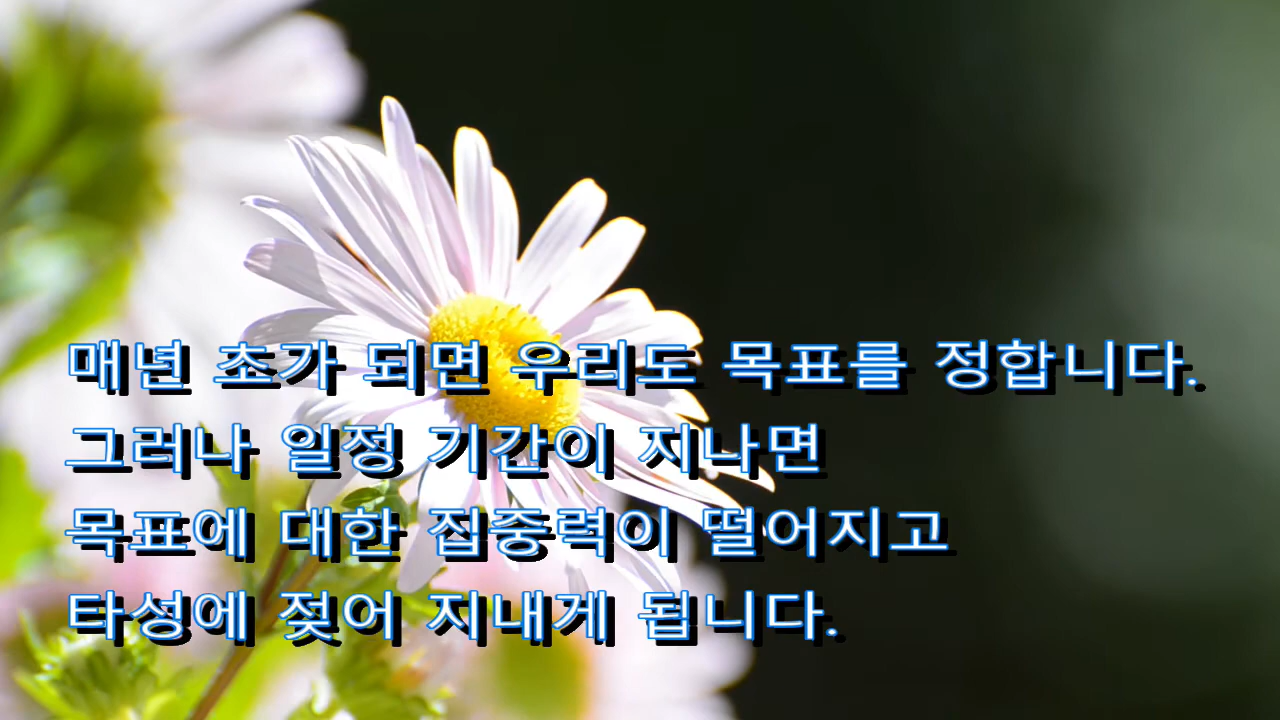 매년 초가 되면 우리도 목표를 정합니다.
그러나 일정 기간이 지나면
목표에 대한 집중력이 떨어지고
타성에 젖어 지내게 됩니다.